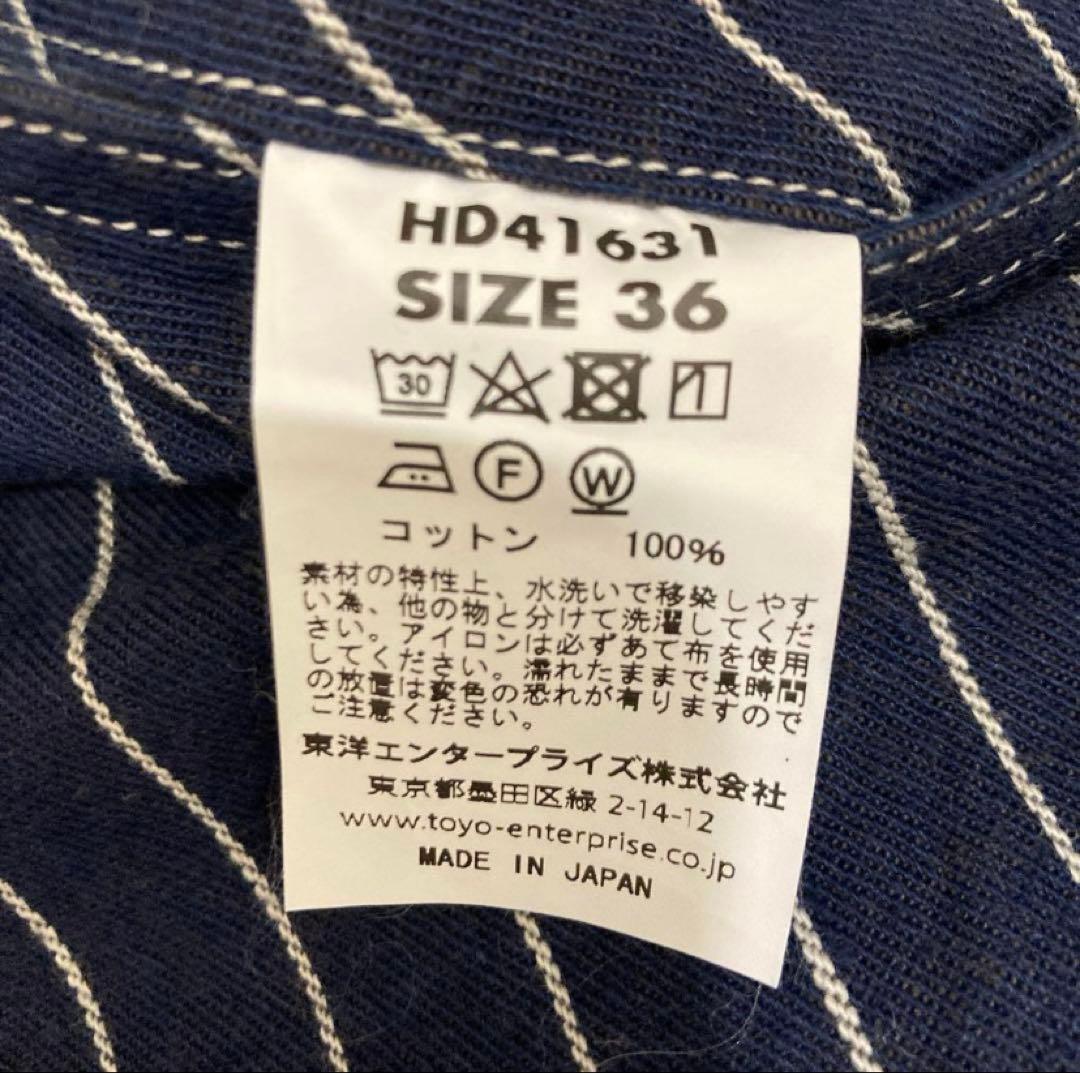 HD41631
SIZE 36
30
F W
コットン 100%
素材の特性上、水洗いで移染しやす
い為、他の物と分けて洗濯してくだ
さい。アイロンは必ずあて布を使用
してください。濡れたままで長時間
の放置は変色の恐れが有りますので
ご注意ください。
東洋エンタープライズ株式会社
東京都墨田区緑 2-14-12
www.toyo-enterprise.co.jp
MADE IN JAPAN